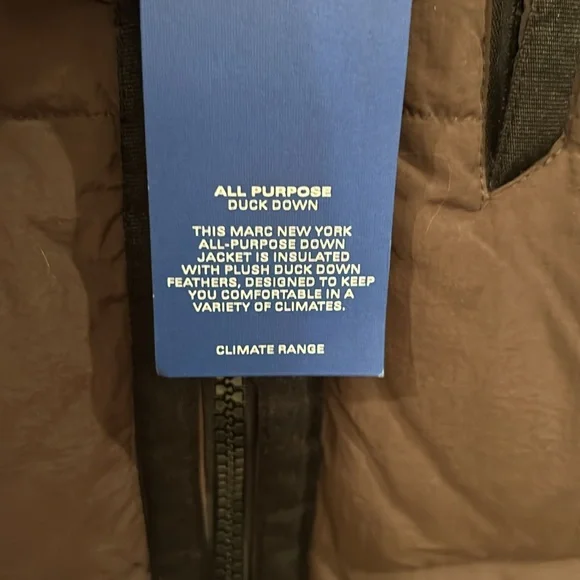 ALL PURPOSE
DUCK DOWN
THIS MARC NEW YORK
ALL-PURPOSE DOWN
JACKET IS INSULATED
WITH PLUSH DUCK DOWN
FEATHERS, DESIGNED TO KEEP
YOU COMFORTABLE IN A
VARIETY OF CLIMATES.
CLIMATE RANGE